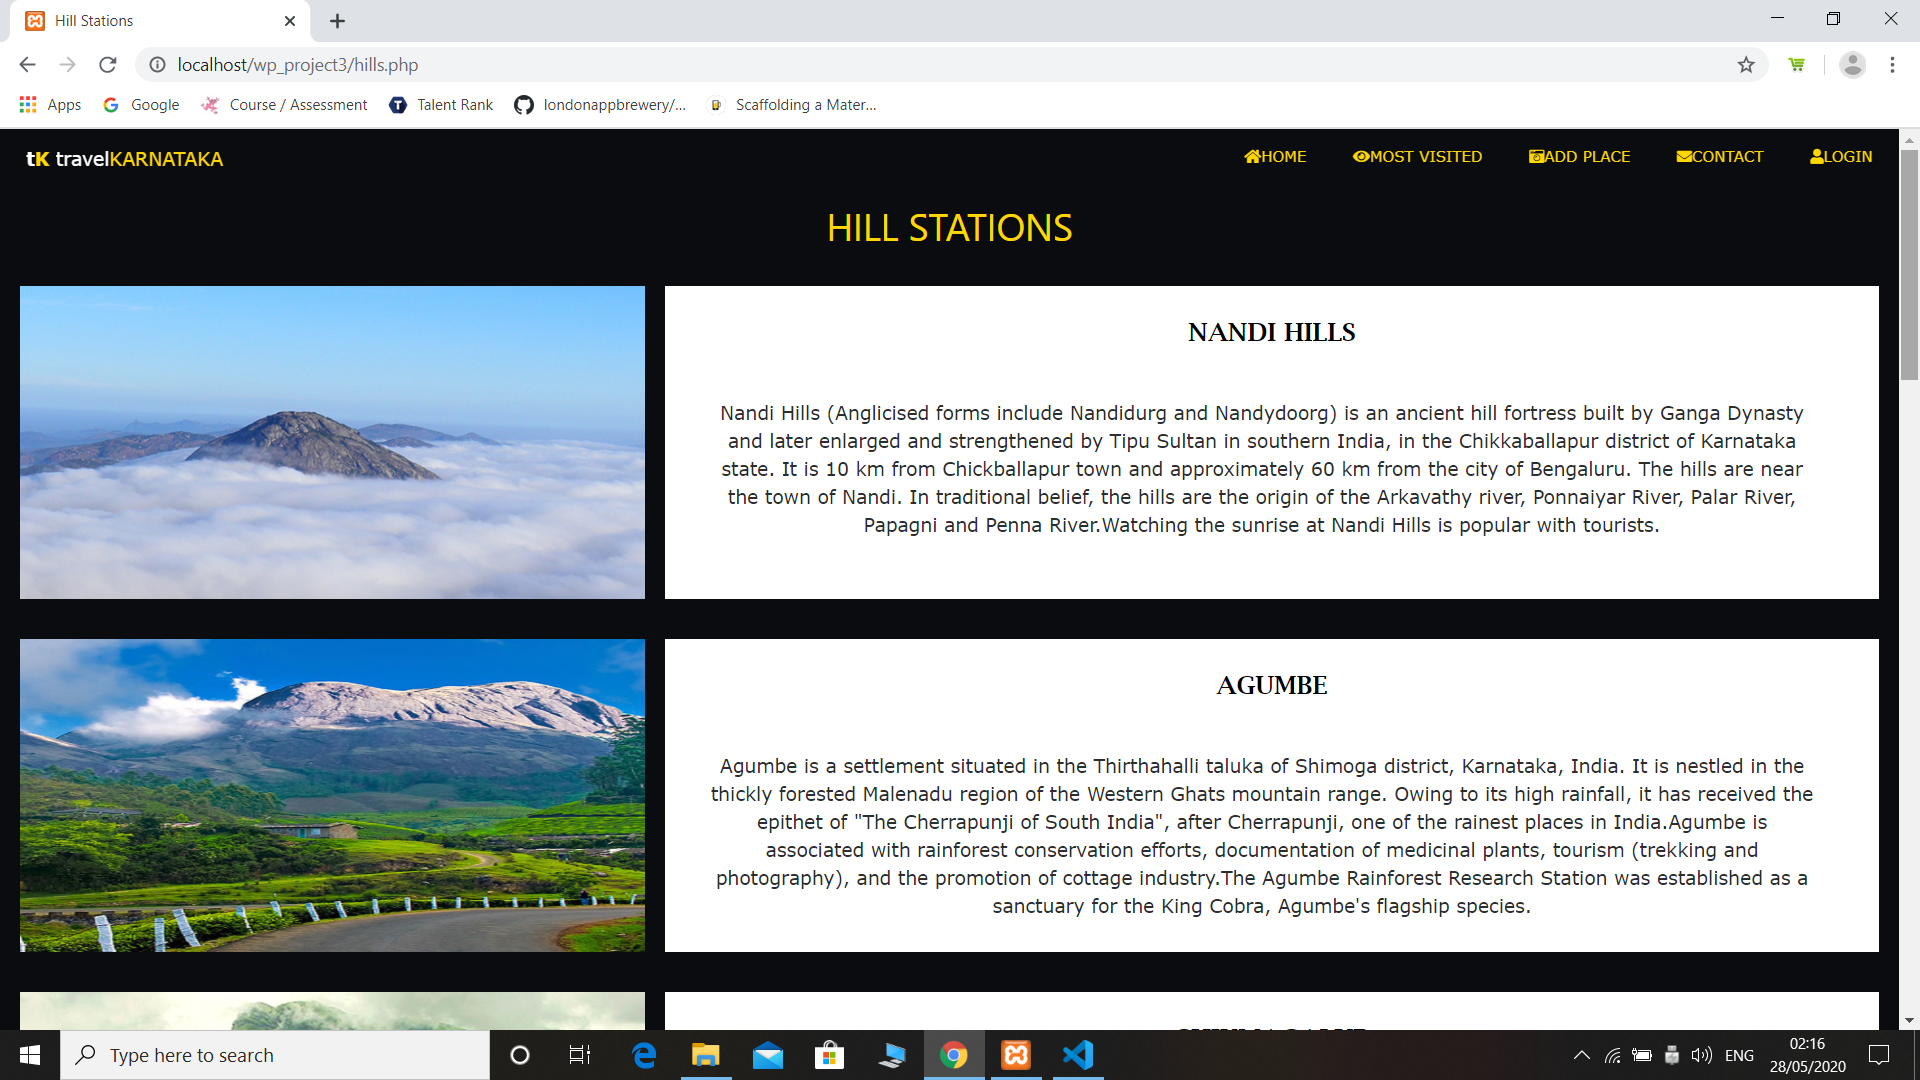 Hill Stations
localhost/wp_project3/hills.php
Apps Google Course / Assessment Talent Rank londonappbrewery/... Scaffolding a Mater...
tK travelKARNATAKA HOME MOST VISITED ADD PLACE CONTACT LOGIN
HILL STATIONS
NANDI HILLS
Nandi Hills (Anglicised forms include Nandidurg and Nandydoorg) is an ancient hill fortress built by Ganga Dynasty
and later enlarged and strengthened by Tipu Sultan in southern India, in the Chikkaballapur district of Karnataka
state. It is 10 km from Chickballapur town and approximately 60 km from the city of Bengaluru. The hills are near
the town of Nandi. In traditional belief, the hills are the origin of the Arkavathy river, Ponnaiyar River, Palar River,
Papagni and Penna River.Watching the sunrise at Nandi Hills is popular with tourists.
AGUMBE
Agumbe is a settlement situated in the Thirthahalli taluka of Shimoga district, Karnataka, India. It is nestled in the
thickly forested Malenadu region of the Western Ghats mountain range. Owing to its high rainfall, it has received the
epithet of "The Cherrapunji of South India", after Cherrapunji, one of the rainest places in India.Agumbe is
associated with rainforest conservation efforts, documentation of medicinal plants, tourism (trekking and
photography), and the promotion of cottage industry.The Agumbe Rainforest Research Station was established as a
sanctuary for the King Cobra, Agumbe's flagship species.
Type here to search
ENG
02:16
28/05/2020